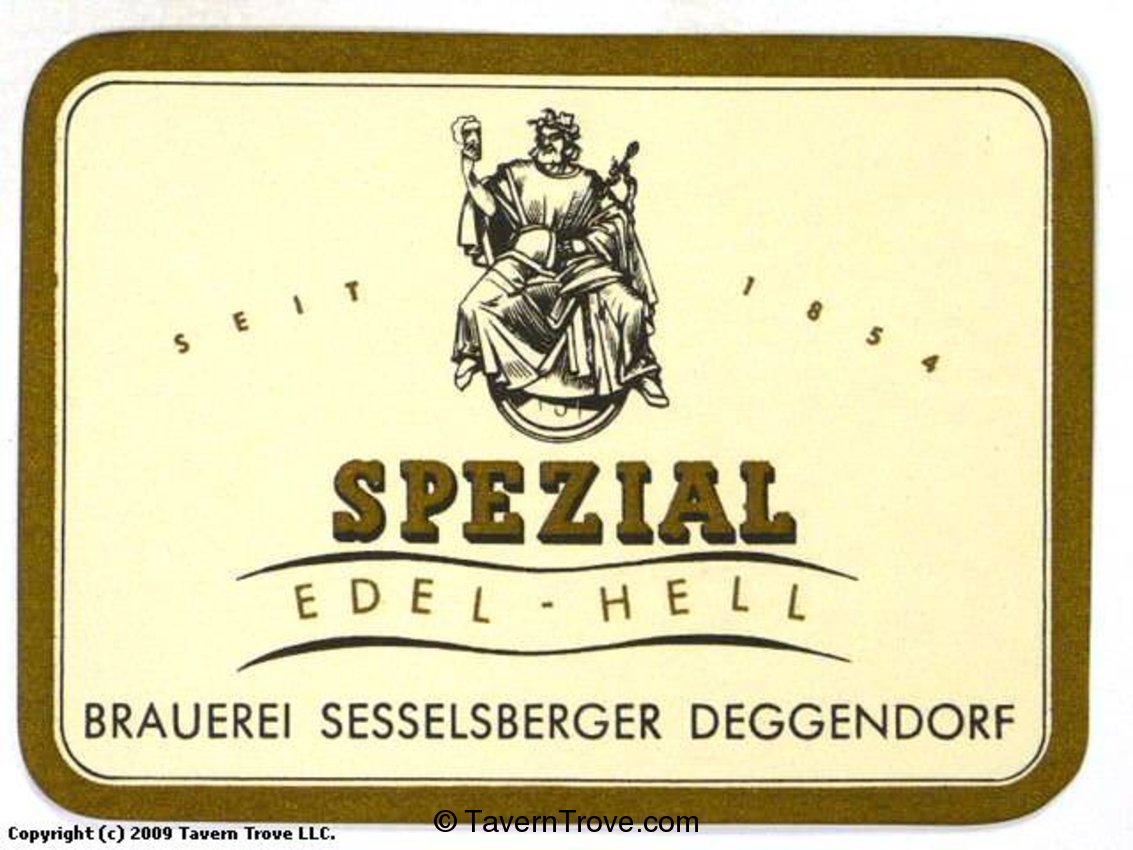 SEIT 1854
SPEZIAL
EDEL-HELL
BRAUEREI SESSELSBERGER DEGGENDORF
© TavernTrove.com
Copyright (c) 2009 Tavern Trove LLC.